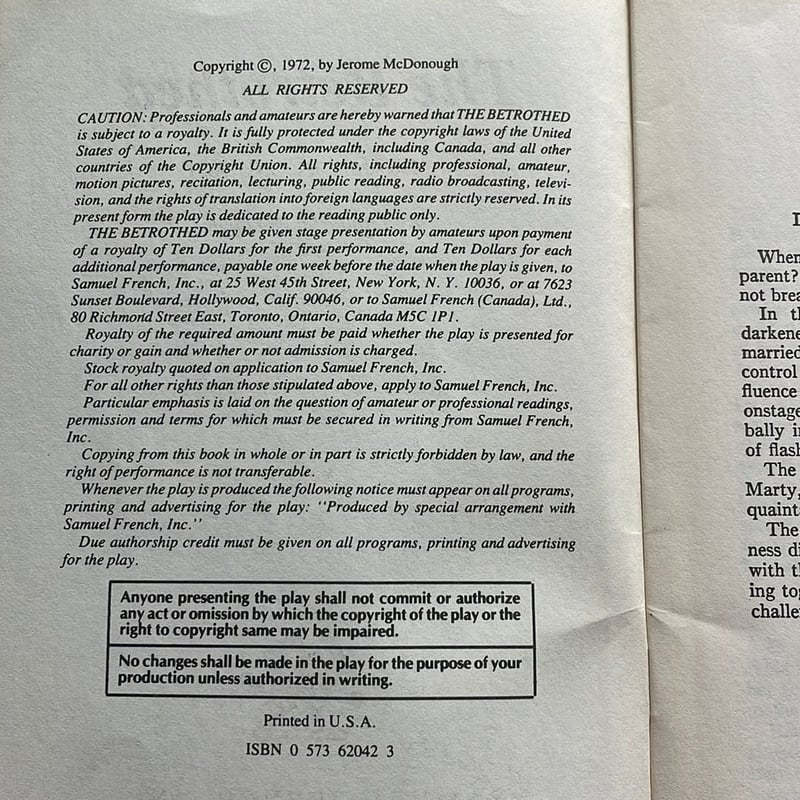 Copyright ©, 1972, by Jerome McDonough
ALL RIGHTS RESERVED
CAUTION: Professionals and amateurs are hereby warned that THE BETROTHED
is subject to a royalty. It is fully protected under the copyright laws of the United
States of America, the British Commonwealth, including Canada, and all other
countries of the Copyright Union. All rights, including professional, amateur,
motion pictures, recitation, lecturing, public reading, radio broadcasting, televi-
sion, and the rights of translation into foreign languages are strictly reserved. In its
present form the play is dedicated to the reading public only.
THE BETROTHED may be given stage presentation by amateurs upon payment
of a royalty of Ten Dollars for the first performance, and Ten Dollars for each
additional performance, payable one week before the date when the play is given, to
Samuel French, Inc., at 25 West 45th Street, New York, N. Y. 10036, or at 7623
Sunset Boulevard, Hollywood, Calif. 90046, or to Samuel French (Canada), Ltd.,
80 Richmond Street East, Toronto, Ontario, Canada M5C 1P1.
Royalty of the required amount must be paid whether the play is presented for
charity or gain and whether or not admission is charged.
Stock royalty quoted on application to Samuel French, Inc.
For all other rights than those stipulated above, apply to Samuel French, Inc.
Particular emphasis is laid on the question of amateur or professional readings,
permission and terms for which must be secured in writing from Samuel French,
Inc.
Copying from this book in whole or in part is strictly forbidden by law, and the
right of performance is not transferable.
Whenever the play is produced the following notice must appear on all programs,
printing and advertising for the play: "Produced by special arrangement with
Samuel French, Inc."
Due authorship credit must be given on all programs, printing and advertising
for the play.
Anyone presenting the play shall not commit or authorize
any act or omission by which the copyright of the play or the
right to copyright same may be impaired.
No changes shall be made in the play for the purpose of your
production unless authorized in writing.
Printed in U.S.A.
ISBN 0 573 62042 3
When
parent?
not brea
In th
darkene
married
control
fluence
onstage
bally in
of flash
The
Marty,
quaint
The
ness di
with th
ing tog
challe